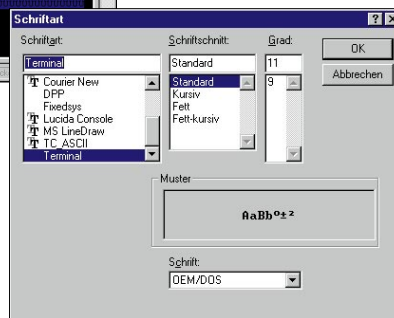 Schriftart
Schriftart:
Terminal
Courier New
DPP
Fixedsys
Lucida Console
MS LineDraw
TC_ASCII
Terminal
Schriftschnitt:
Standard
Standard
Kursiv
Fett
Fett-kursiv
Grad:
11
9
OK
Abbrechen
Muster
AaBbº±²
Schrift:
OEM/DOS